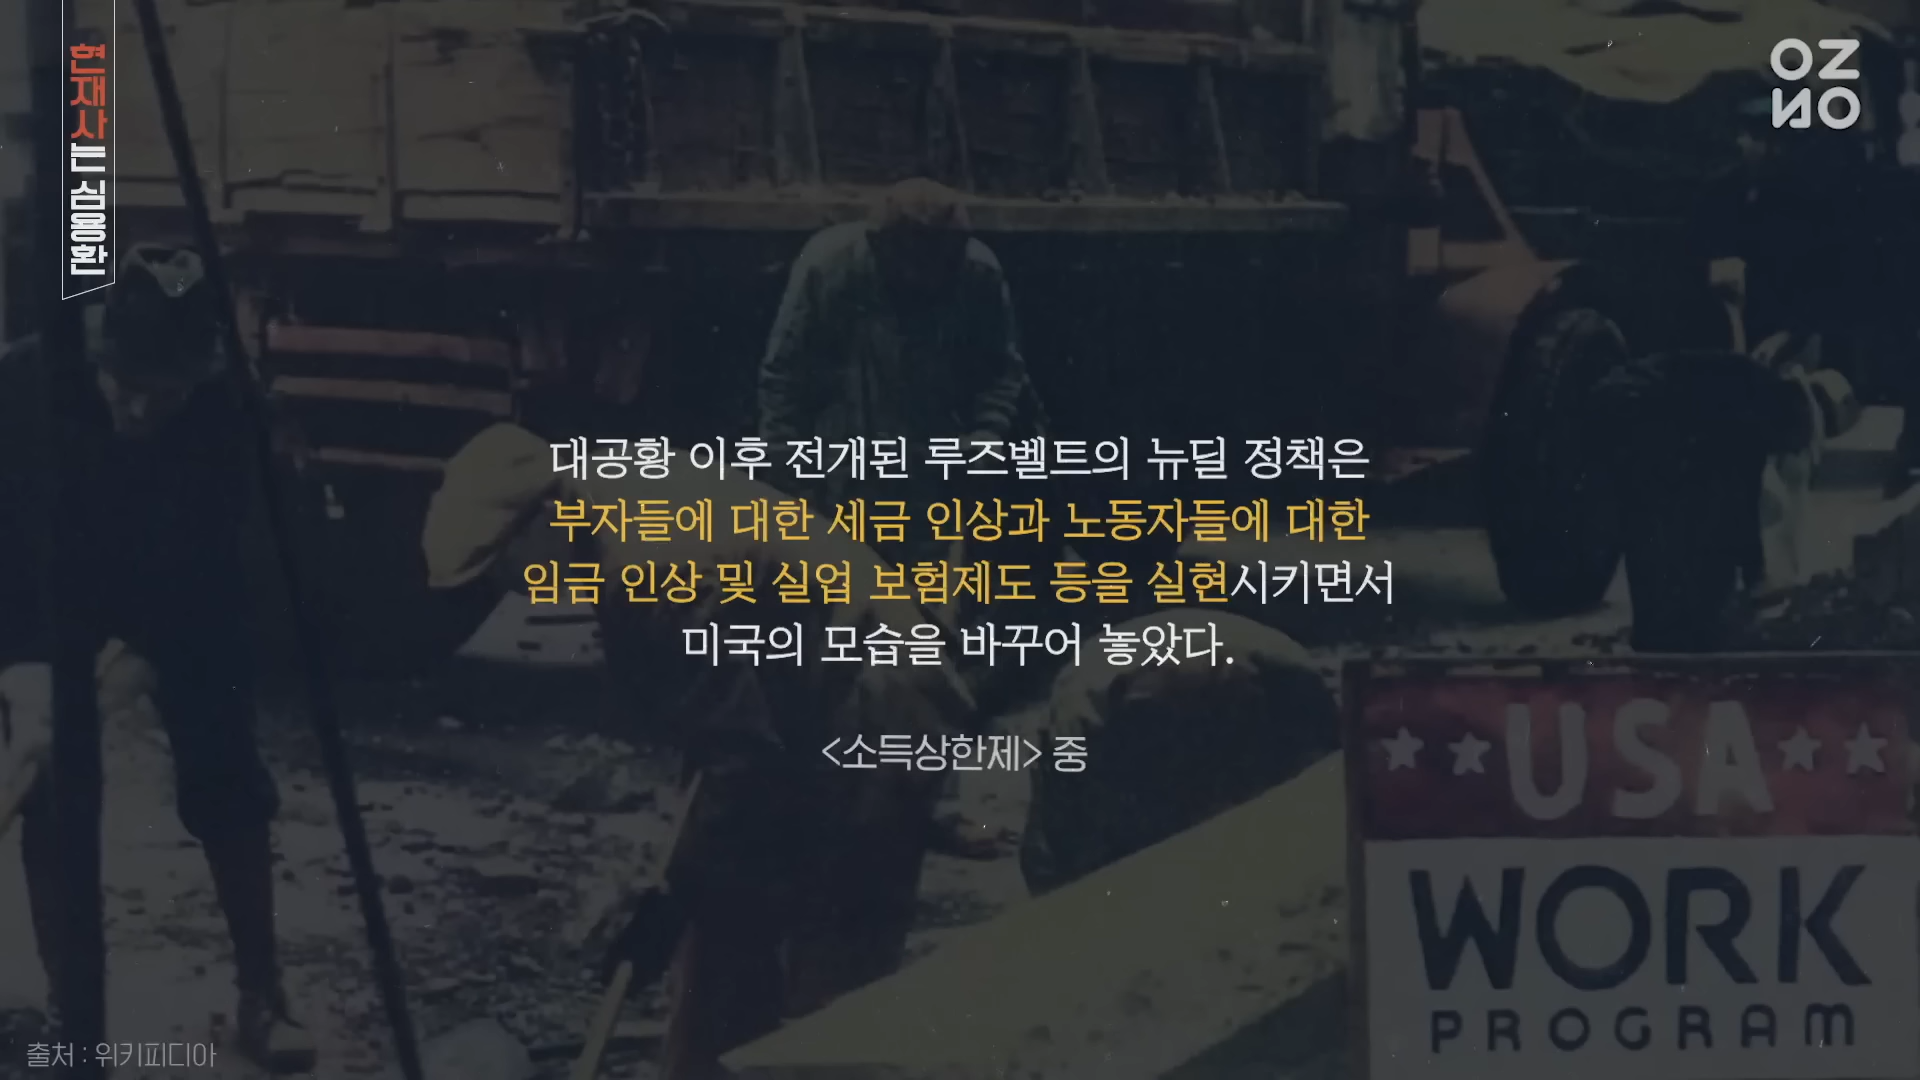 현재사는 심용환
OZ
NO
대공황 이후 전개된 루즈벨트의 뉴딜 정책은
부자들에 대한 세금 인상과 노동자들에 대한
임금 인상 및 실업 보험제도 등을 실현시키면서
미국의 모습을 바꾸어 놓았다.
<소득상한제> 중
USA
WORK
PROGRAM
출처 : 위키피디아